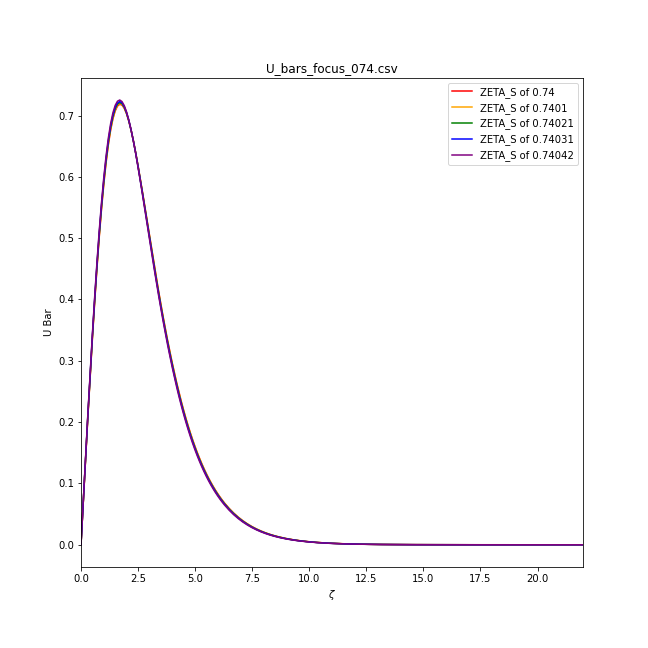 U_bars_focus_074.csv
ZETA_S of 0.74
ZETA_S of 0.7401
ZETA_S of 0.74021
ZETA_S of 0.74031
ZETA_S of 0.74042
U Bar
0.7
0.6
0.5
0.4
0.3
0.2
0.1
0.0
0.0 2.5 5.0 7.5 10.0 12.5 15.0 17.5 20.0
ζ